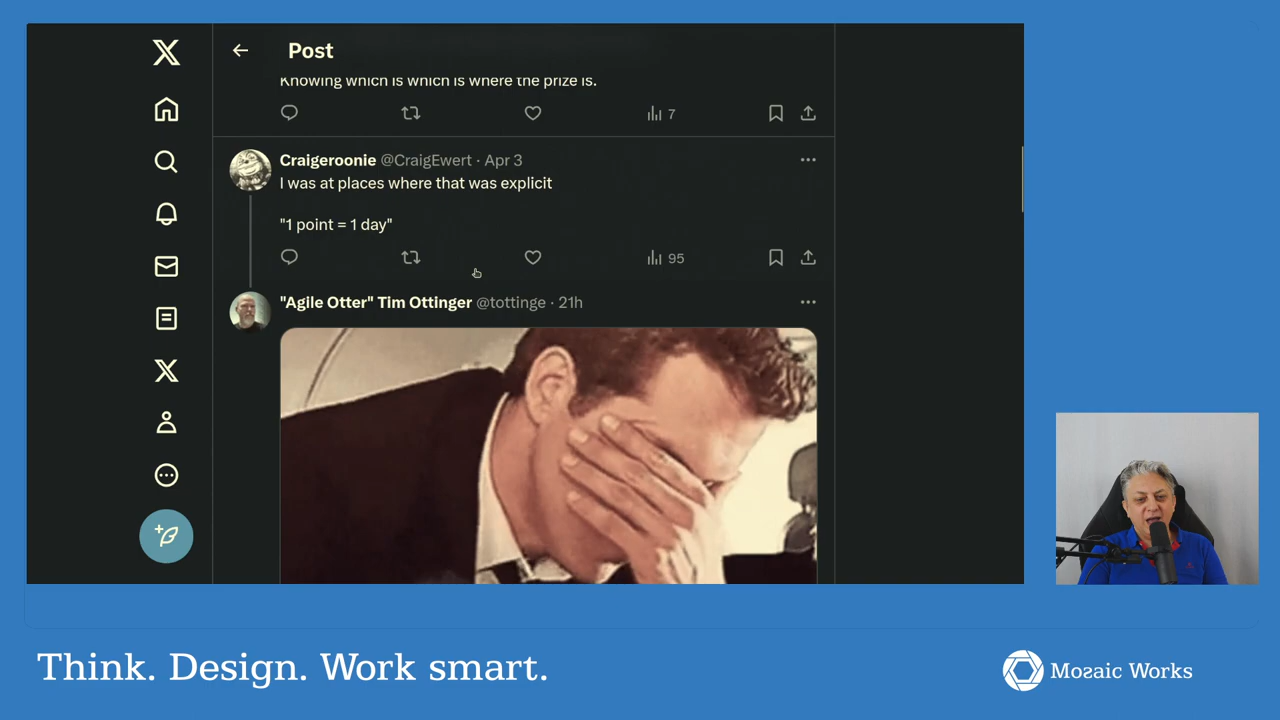 Post
Knowing which is which is where the prize is.
7
Craigeroonie @CraigEwert · Apr 3
I was at places where that was explicit
"1 point = 1 day"
95
"Agile Otter" Tim Ottinger @tottinge · 21h
Think. Design. Work smart.
Mozaic Works